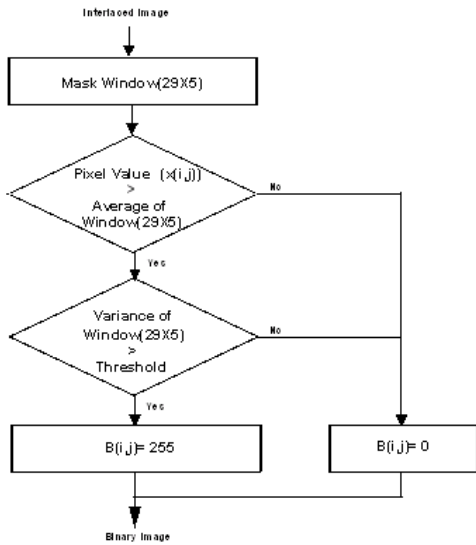 Interlaced Image
Mask Window(29X5)
Pixel Value (x(i,j))
>
Average of
Window(29X5)
No
Yes
Variance of
Window(29X5)
>
Threshold
No
Yes
B(i,j)= 255
B(i,j)= 0
Binary Image